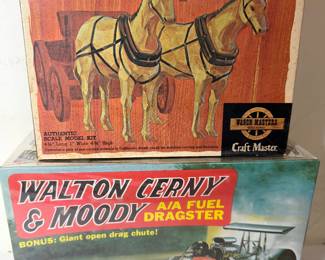 AUTHENTIC
SCALE MODEL KIT
WAGON MASTERS
Craft Master
WALTON CERNY
& MOODY A/A FUEL
DRAGSTER
BONUS: Giant open drag chute!